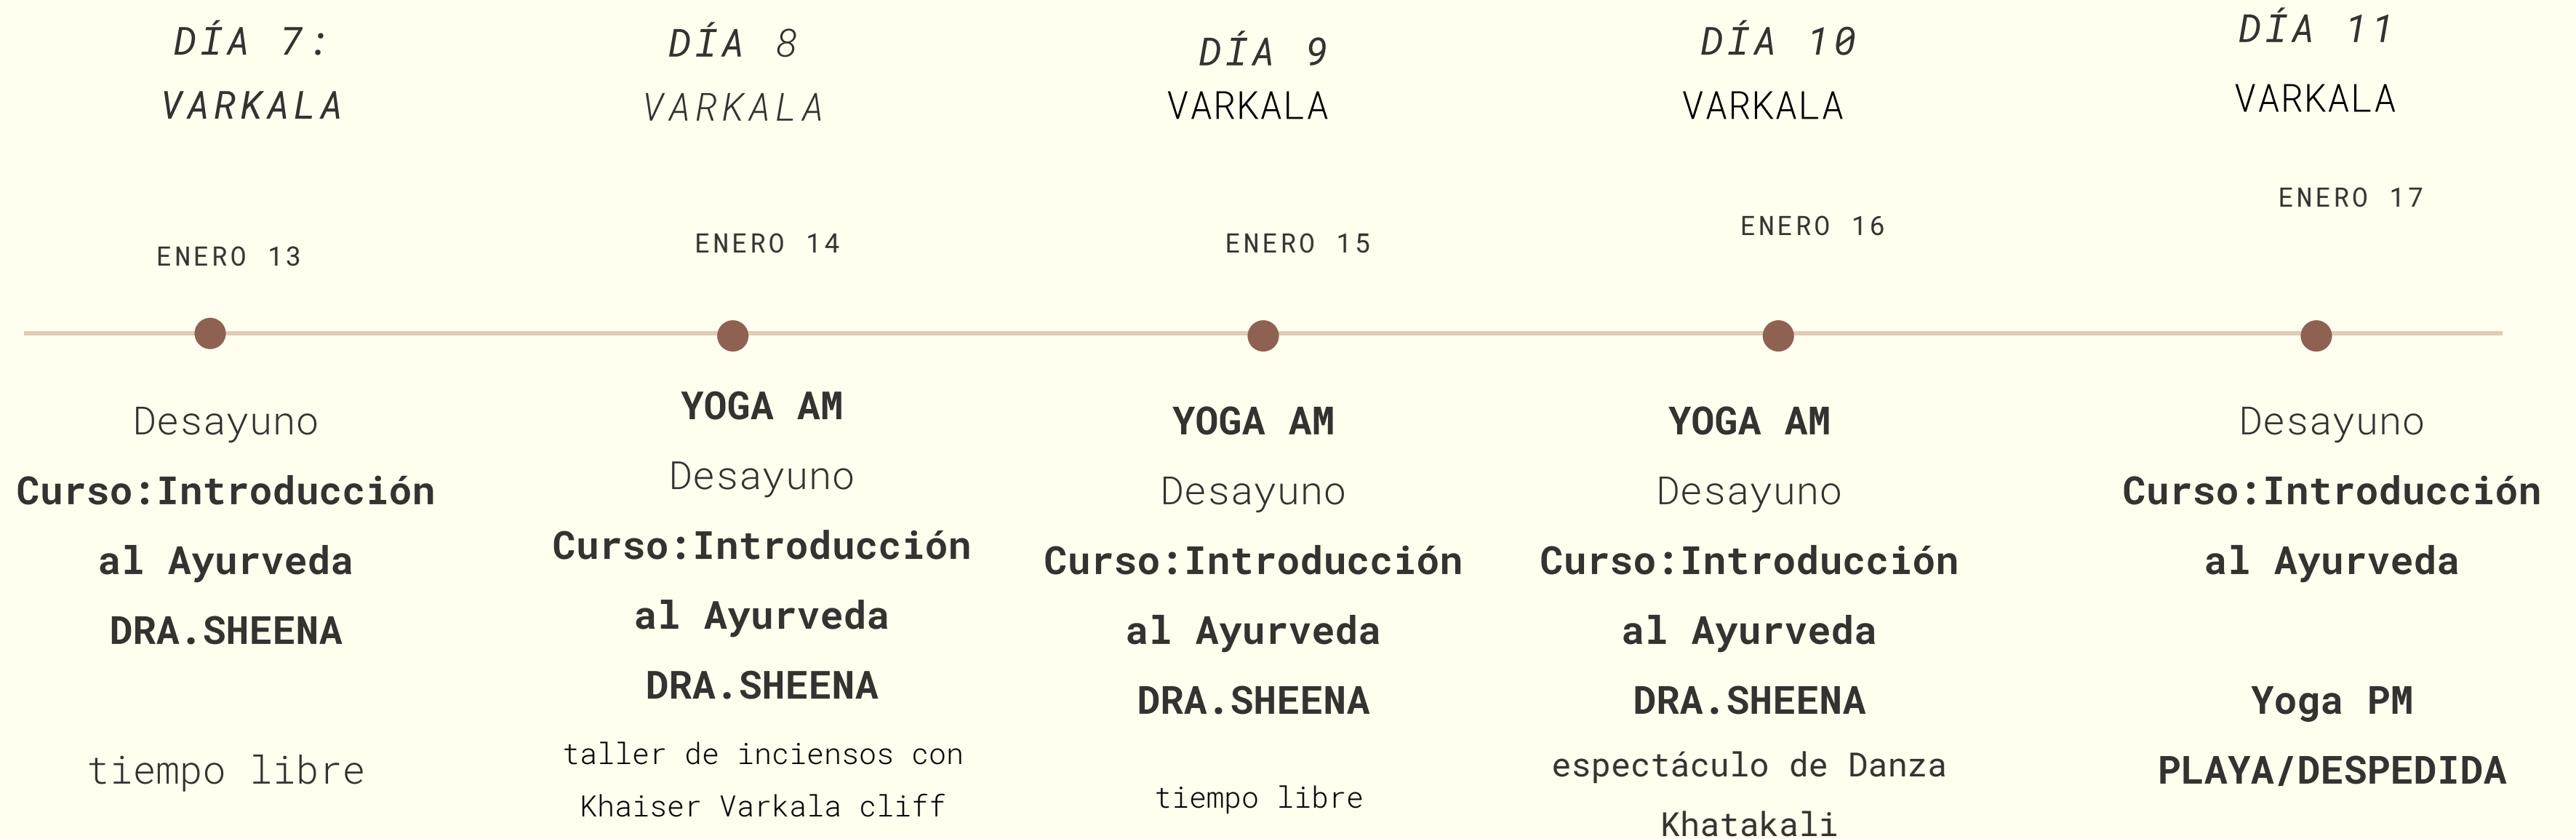 DÍA 7:
VARKALA
ENERO 13
Desayuno
Curso:Introducción
al Ayurveda
DRA.SHEENA
tiempo libre
DÍA 8
VARKALA
ENERO 14
YOGA AM
Desayuno
Curso:Introducción
al Ayurveda
DRA.SHEENA
taller de inciensos con
Khaiser Varkala cliff
DÍA 9
VARKALA
ENERO 15
YOGA AM
Desayuno
Curso:Introducción
al Ayurveda
DRA.SHEENA
tiempo libre
DÍA 10
VARKALA
ENERO 16
YOGA AM
Desayuno
Curso:Introducción
al Ayurveda
DRA.SHEENA
espectáculo de Danza
Khatakali
DÍA 11
VARKALA
ENERO 17
Desayuno
Curso:Introducción
al Ayurveda
Yoga PM
PLAYA/DESPEDIDA